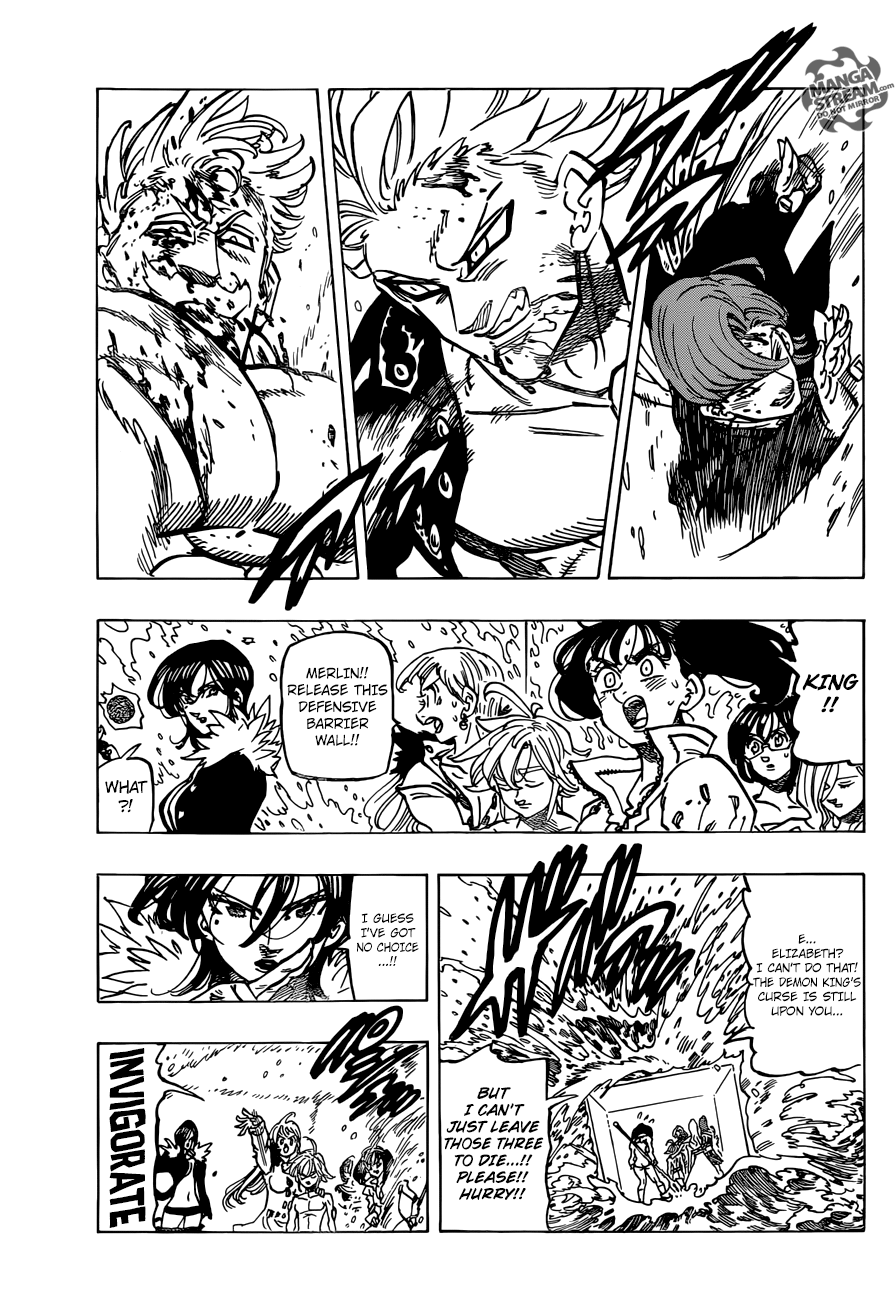 MANGA
STREAM.com
DO NOT MIRROR
KING
!!
MERLIN!!
RELEASE THIS
DEFENSIVE
BARRIER
WALL!!
WHAT
?!
E...
ELIZABETH?
I CAN'T DO THAT!
THE DEMON KING'S
CURSE IS STILL
UPON YOU...
BUT
I CAN'T
JUST LEAVE
THOSE THREE
TO DIE...!!
PLEASE!!
HURRY!!
I GUESS
I'VE GOT
NO CHOICE
...!!
INVIGORATE